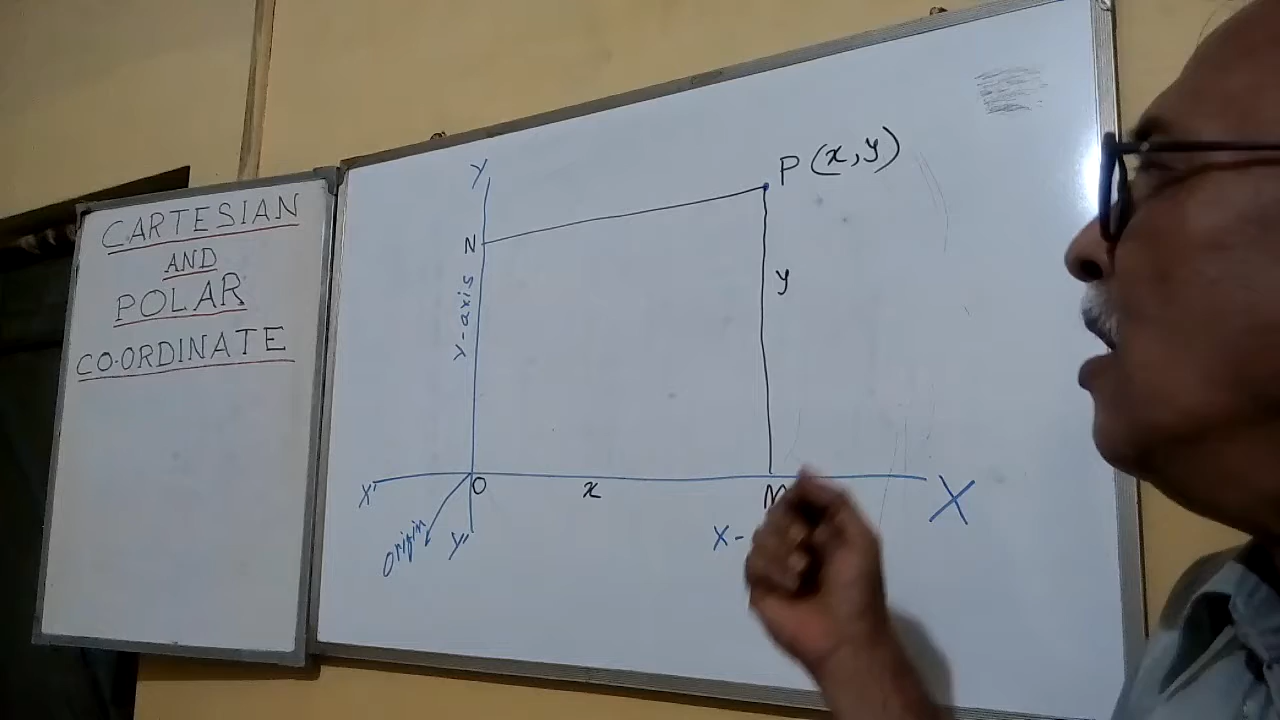 CARTESIAN
AND
POLAR
CO-ORDINATE
Y
P(x,y)
N
y
Y-axis
X'
O
x
M
X
Origin
Y'
X-